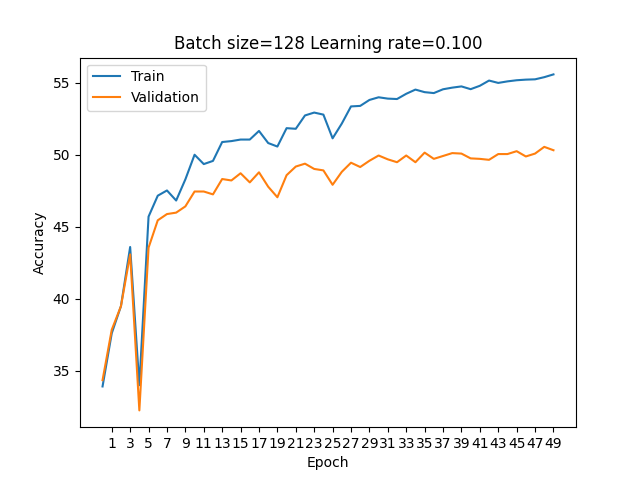 Batch size=128 Learning rate=0.100
Train
Validation
55
50
45
40
35
Accuracy
1 3 5 7 9 11 13 15 17 19 21 23 25 27 29 31 33 35 37 39 41 43 45 47 49
Epoch